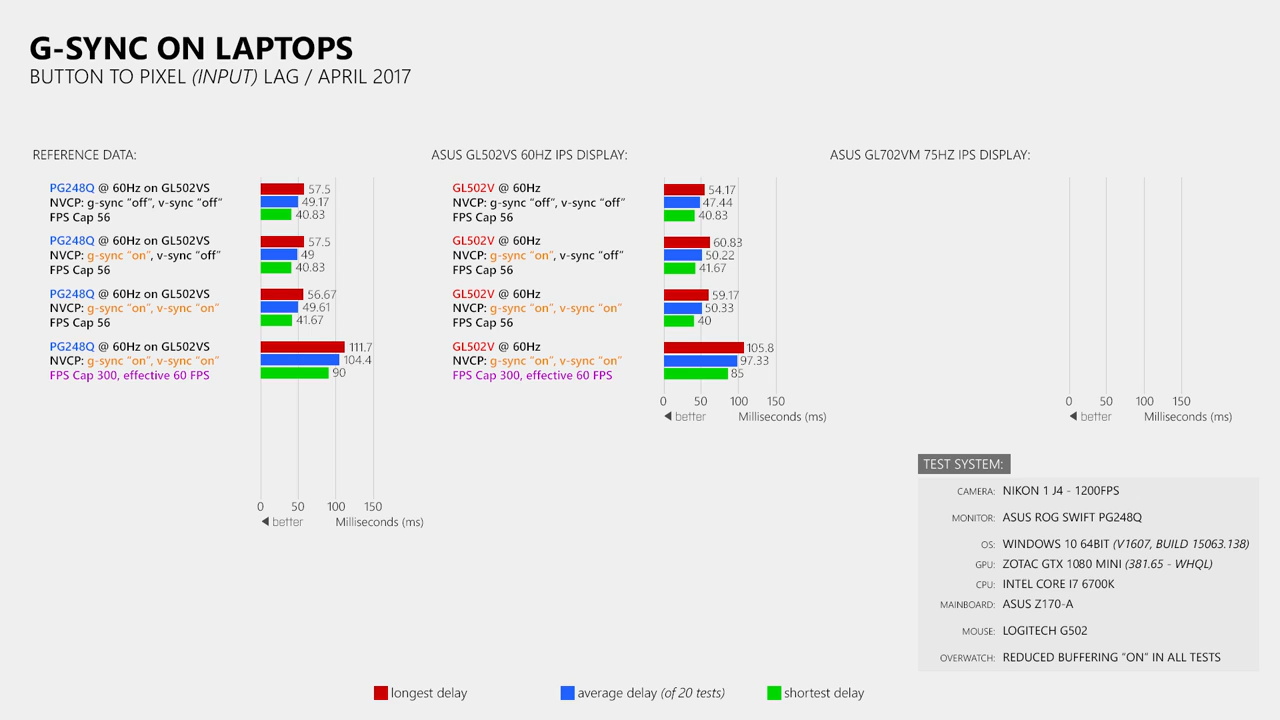 G-SYNC ON LAPTOPS
BUTTON TO PIXEL (INPUT) LAG / APRIL 2017
REFERENCE DATA:
PG248Q @ 60Hz on GL502VS
NVCP: g-sync “off”, v-sync “off”
FPS Cap 56
57.5
49.17
40.83
PG248Q @ 60Hz on GL502VS
NVCP: g-sync “on”, v-sync “off”
FPS Cap 56
57.5
49
40.83
PG248Q @ 60Hz on GL502VS
NVCP: g-sync “on”, v-sync “on”
FPS Cap 56
56.67
49.61
41.67
PG248Q @ 60Hz on GL502VS
NVCP: g-sync “on”, v-sync “on”
FPS Cap 300, effective 60 FPS
111.7
104.4
90
0 50 100 150
better Milliseconds (ms)
ASUS GL502VS 60HZ IPS DISPLAY:
GL502V @ 60Hz
NVCP: g-sync “off”, v-sync “off”
FPS Cap 56
54.17
47.44
40.83
GL502V @ 60Hz
NVCP: g-sync “on”, v-sync “off”
FPS Cap 56
60.83
50.22
41.67
GL502V @ 60Hz
NVCP: g-sync “on”, v-sync “on”
FPS Cap 56
59.17
50.33
40
GL502V @ 60Hz
NVCP: g-sync “on”, v-sync “on”
FPS Cap 300, effective 60 FPS
105.8
97.33
85
0 50 100 150
better Milliseconds (ms)
ASUS GL702VM 75HZ IPS DISPLAY:
0 50 100 150
better Milliseconds (ms)
TEST SYSTEM:
CAMERA: NIKON 1 J4 - 1200FPS
MONITOR: ASUS ROG SWIFT PG248Q
OS: WINDOWS 10 64BIT (V1607, BUILD 15063.138)
GPU: ZOTAC GTX 1080 MINI (381.65 - WHQL)
CPU: INTEL CORE I7 6700K
MAINBOARD: ASUS Z170-A
MOUSE: LOGITECH G502
OVERWATCH: REDUCED BUFFERING “ON” IN ALL TESTS
longest delay average delay (of 20 tests) shortest delay